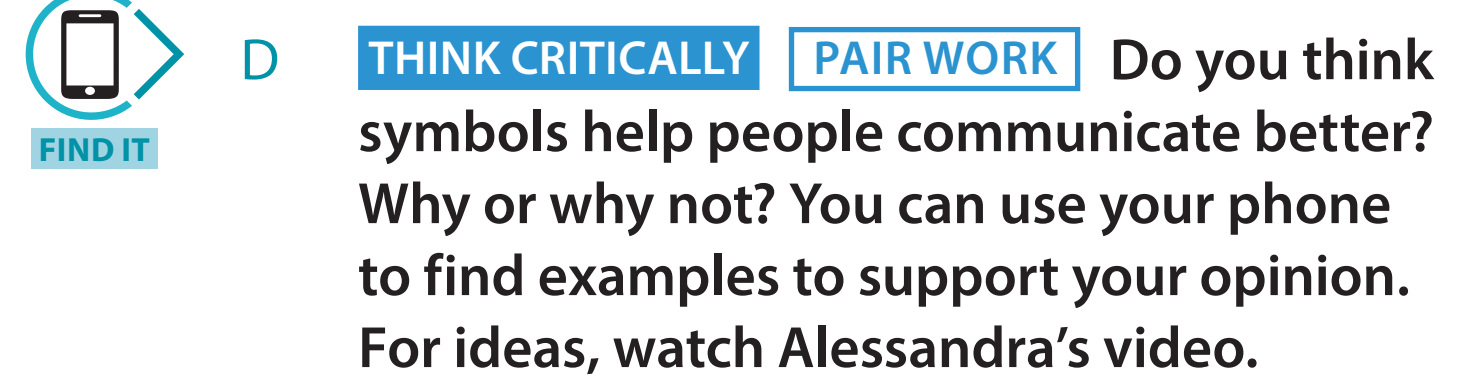 D THINK CRITICALLY PAIR WORK Do you think
symbols help people communicate better?
FIND IT
Why or why not? You can use your phone
to find examples to support your opinion.
For ideas, watch Alessandra's video.